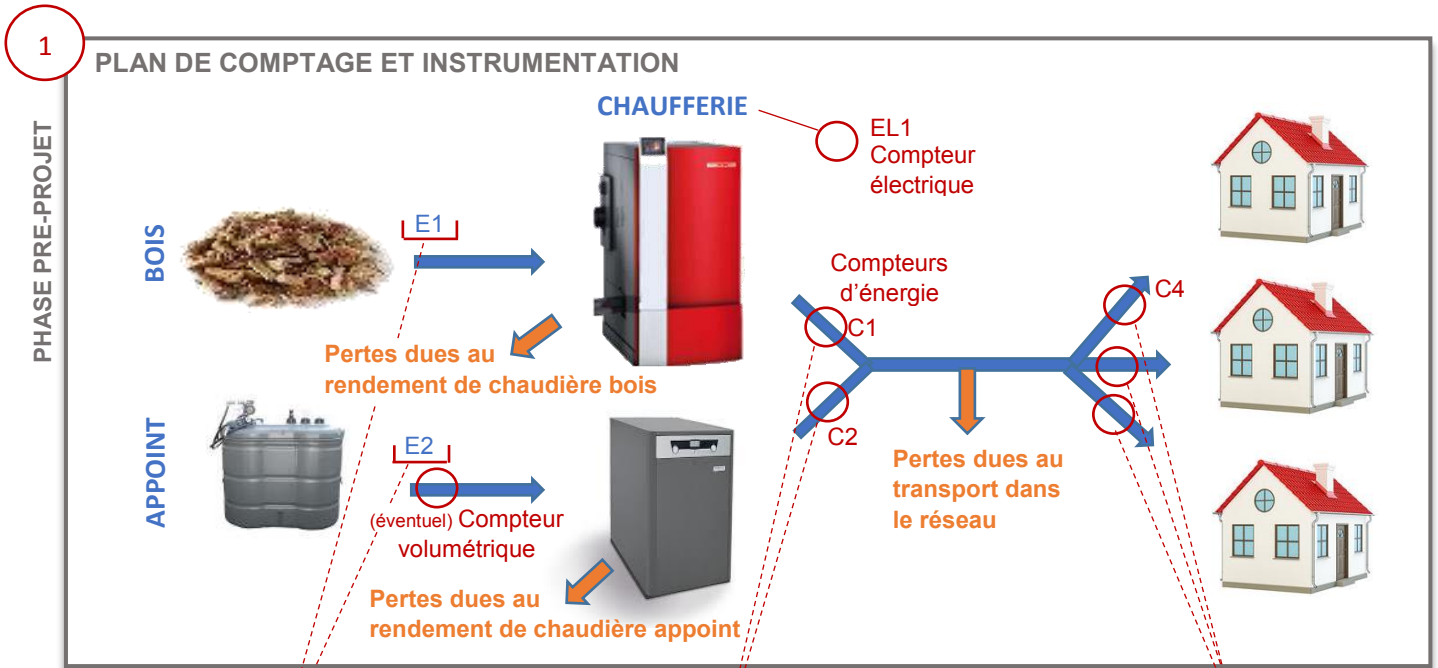 1
PLAN DE COMPTAGE ET INSTRUMENTATION
PHASE PRE-PROJET
CHAUFFERIE
EL1
Compteur
électrique
BOIS
E1
Compteurs
d’énergie
C1
C4
Pertes dues au
rendement de chaudière bois
APPOINT
E2
C2
(éventuel) Compteur
volumétrique
Pertes dues au
transport dans
le réseau
Pertes dues au
rendement de chaudière appoint